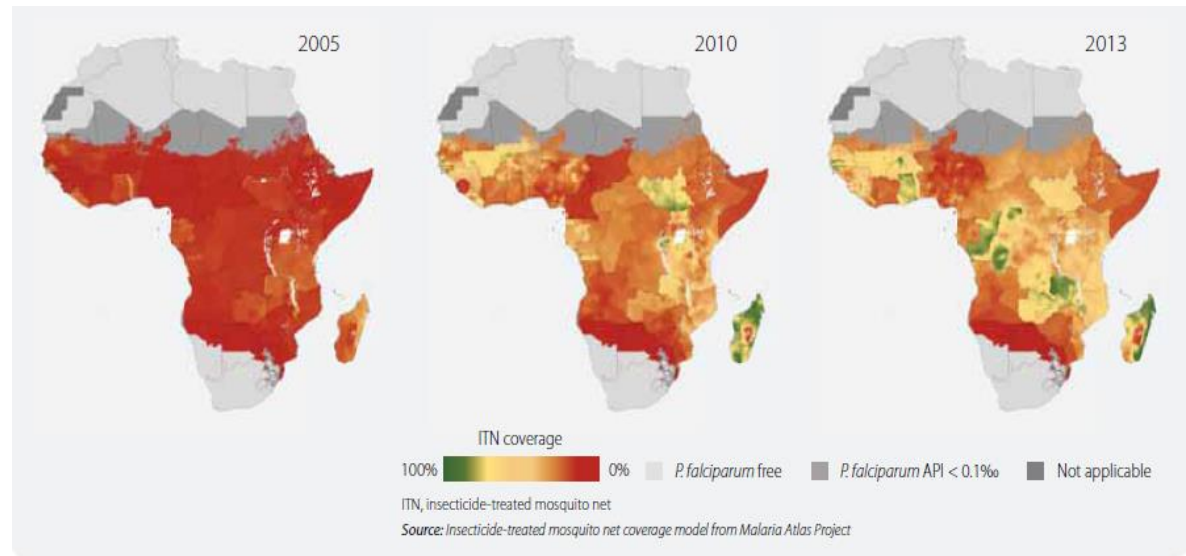 2005
2010
2013
ITN coverage
100%
0%
P. falciparum free
P. falciparum API < 0.1‰
Not applicable
ITN, insecticide-treated mosquito net
Source: Insecticide-treated mosquito net coverage model from Malaria Atlas Project